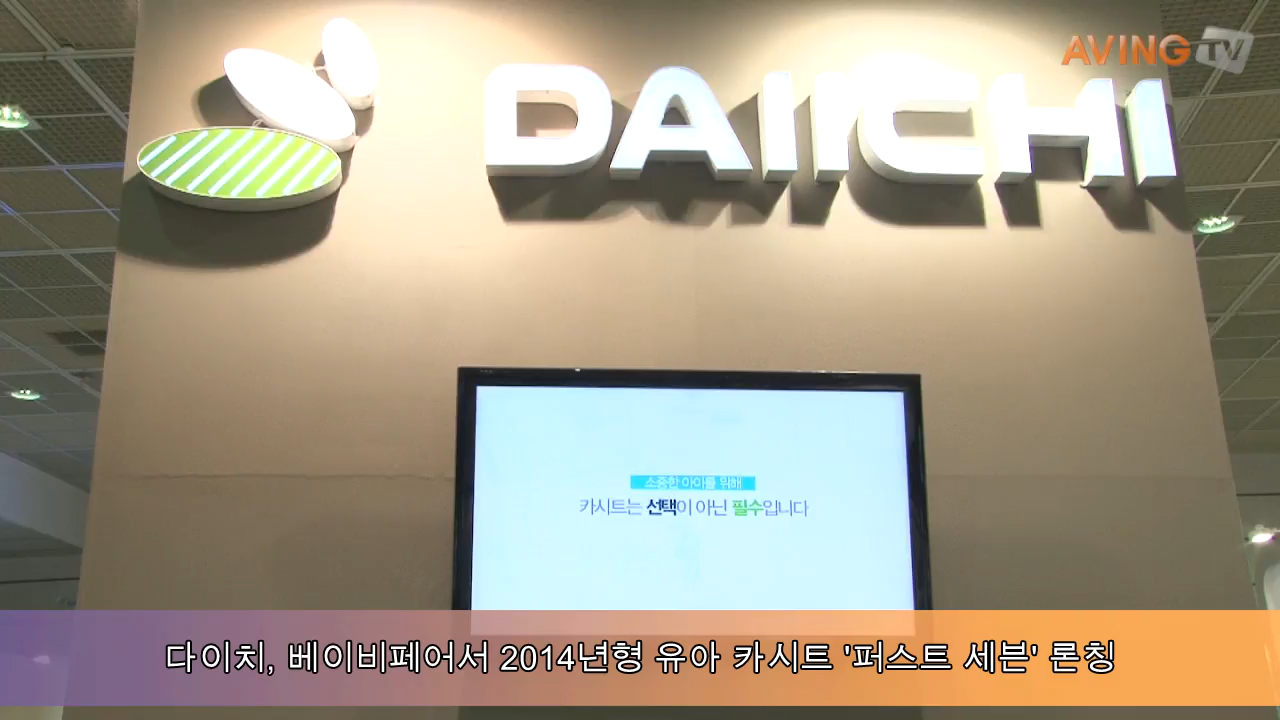 AVING TV
DAIICHI
소중한 아이를 위해
카시트는 선택이 아닌 필수입니다
다이치, 베이비페어서 2014년형 유아 카시트 '퍼스트 세븐' 론칭